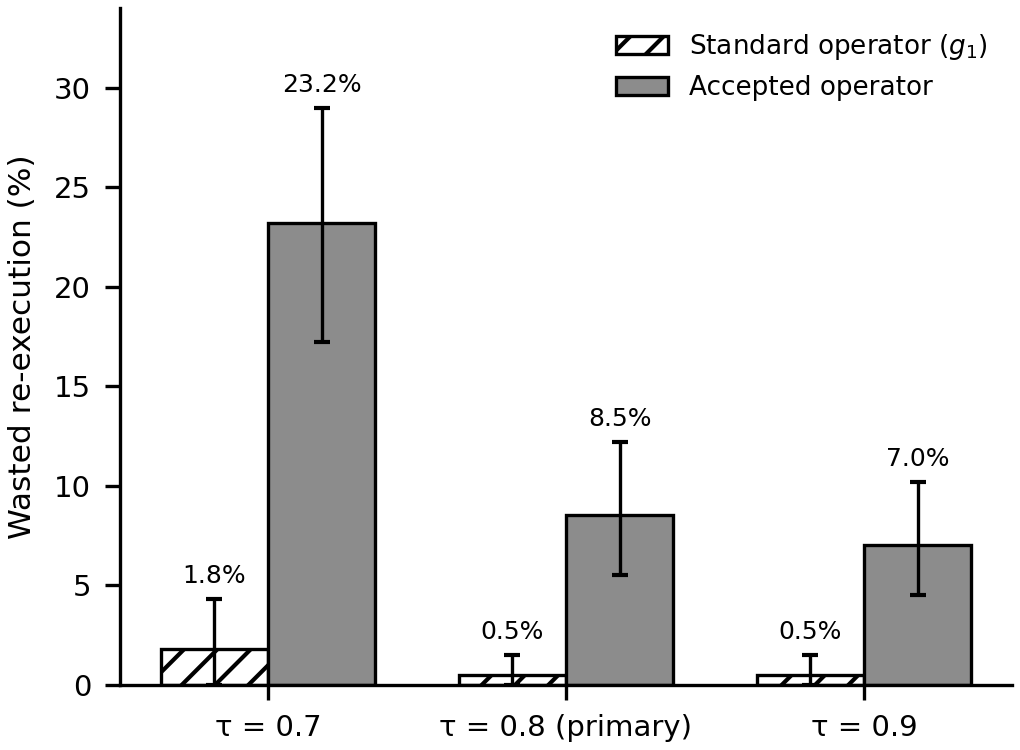 Standard operator (g₁)
Accepted operator
Wasted re-execution (%)
30
25
20
15
10
5
0
23.2%
1.8%
8.5%
0.5%
7.0%
0.5%
τ = 0.7
τ = 0.8 (primary)
τ = 0.9